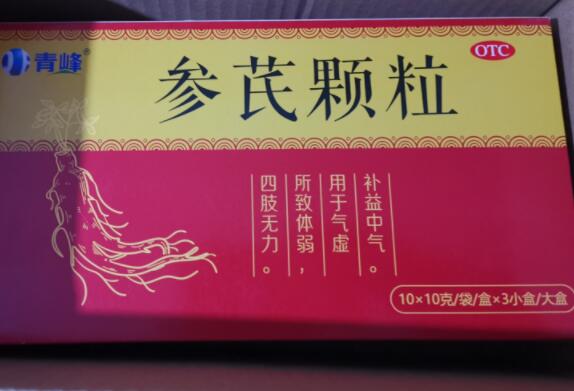 青峰®
OTC
参芪颗粒
补益中气。
用于气虚
所致体弱，
四肢无力。
10×10克/袋/盒×3小盒/大盒